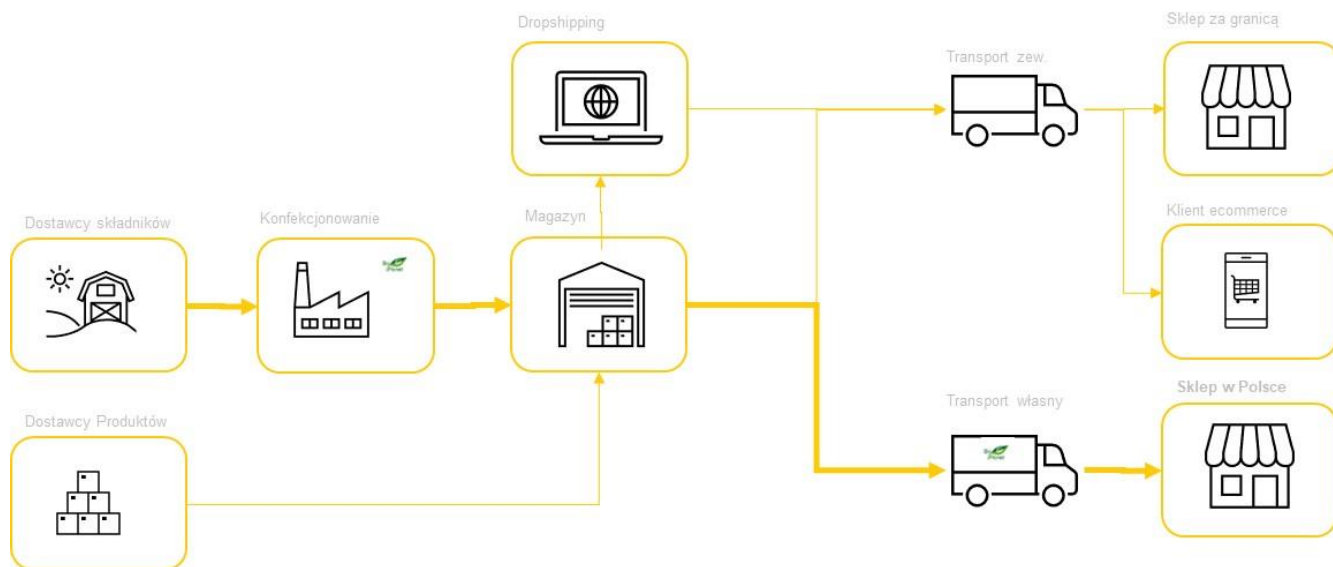 Dropshipping
Sklep za granicą
Transport zew.
Dostawcy składników
Konfekcjonowanie
Magazyn
Klient ecommerce
Dostawcy Produktów
Transport własny
Sklep w Polsce